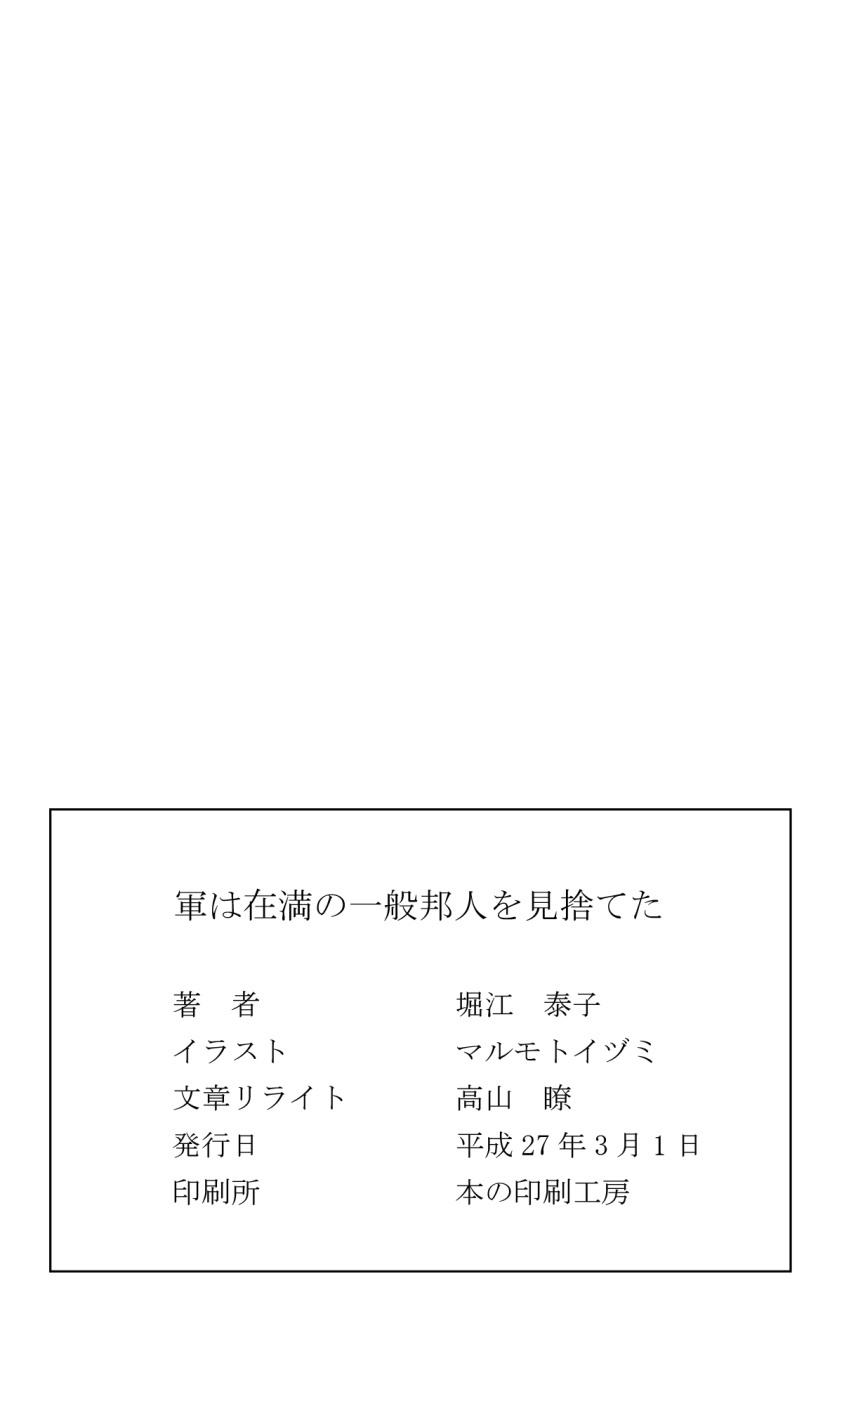 軍は在満の一般邦人を見捨てた
著　者　堀江　泰子
イラスト　マルモトイヅミ
文章リライト　高山　瞭
発行日　平成 27 年 3 月 1 日
印刷所　本の印刷工房